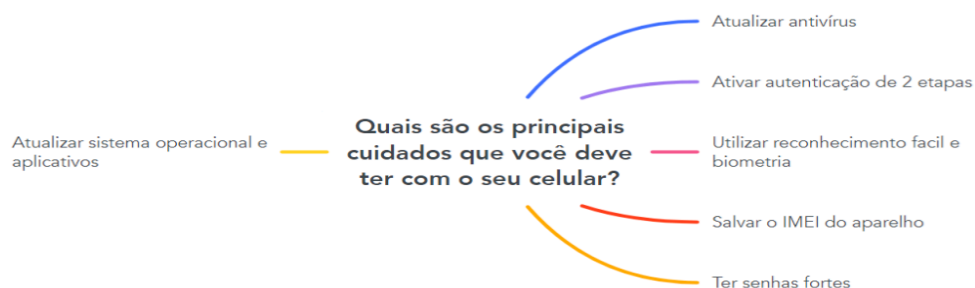 Quais são os principais
cuidados que você deve
ter com o seu celular?
Atualizar antivírus
Ativar autenticação de 2 etapas
Utilizar reconhecimento facil e
biometria
Salvar o IMEI do aparelho
Ter senhas fortes
Atualizar sistema operacional e
aplicativos